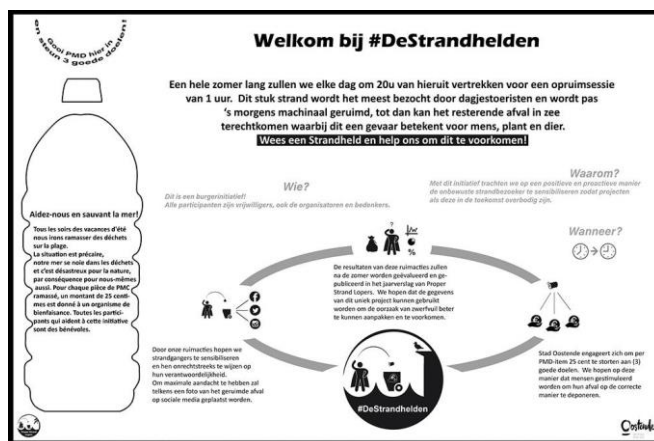 Gooi PMD hier in
en steun 3 goede doelen!
Welkom bij #DeStrandhelden
Een hele zomer lang zullen we elke dag om 20u van hieruit vertrekken voor een opruimsessie
van 1 uur. Dit stuk strand wordt het meest bezocht door dagjestoeristen en wordt pas
's morgens machinaal geruimd, tot dan kan het resterende afval in zee
terechtkomen waarbij dit een gevaar betekent voor mens, plant en dier.
Wees een Strandheld en help ons om dit te voorkomen!
Wie?
Dit is een burgerinitiatief!
Alle participanten zijn vrijwilligers, ook de organisatoren en bedenkers.
Waarom?
Met dit initiatief trachten we op een positieve en proactieve manier
de onbewuste strandbezoeker te sensibiliseren zodat projecten
als deze in de toekomst overbodig zijn.
Wanneer?
Aidez-nous en sauvant la mer!
Tous les soirs des vacances d'été
nous irons ramasser des déchets
sur la plage.
La situation est précaire,
notre mer se noie dans les déchets
et c'est désastreux pour la nature,
par conséquence pour nous-mêmes
aussi. Pour chaque pièce de PMC
ramassé, un montant de 25 centi-
mes est donné à un organisme de
bienfaisance. Toutes les partici-
pants qui aident à cette initiative
sont des bénévoles.
?
%
De resultaten van deze ruimacties zullen
na de zomer worden geëvalueerd en ge-
publiceerd in het jaarverslag van Proper
Strand Lopers. We hopen dat de gegevens
van dit uniek project kunnen gebruikt
worden om de oorzaak van zwerfvuil beter
te kunnen aanpakken en te voorkomen.
Door onze ruimacties hopen we
strandgangers te sensibiliseren
en hen onrechtstreeks te wijzen op
hun verantwoordelijkheid.
Om maximale aandacht te hebben zal
telkens een foto van het geruimde afval
op sociale media geplaatst worden.
#DeStrandhelden
Stad Oostende engageert zich om per
PMD-item 25 cent te storten aan (3)
goede doelen. We hopen op deze
manier dat mensen gestimuleerd
worden om hun afval op de correcte
manier te deponeren.
Oostende